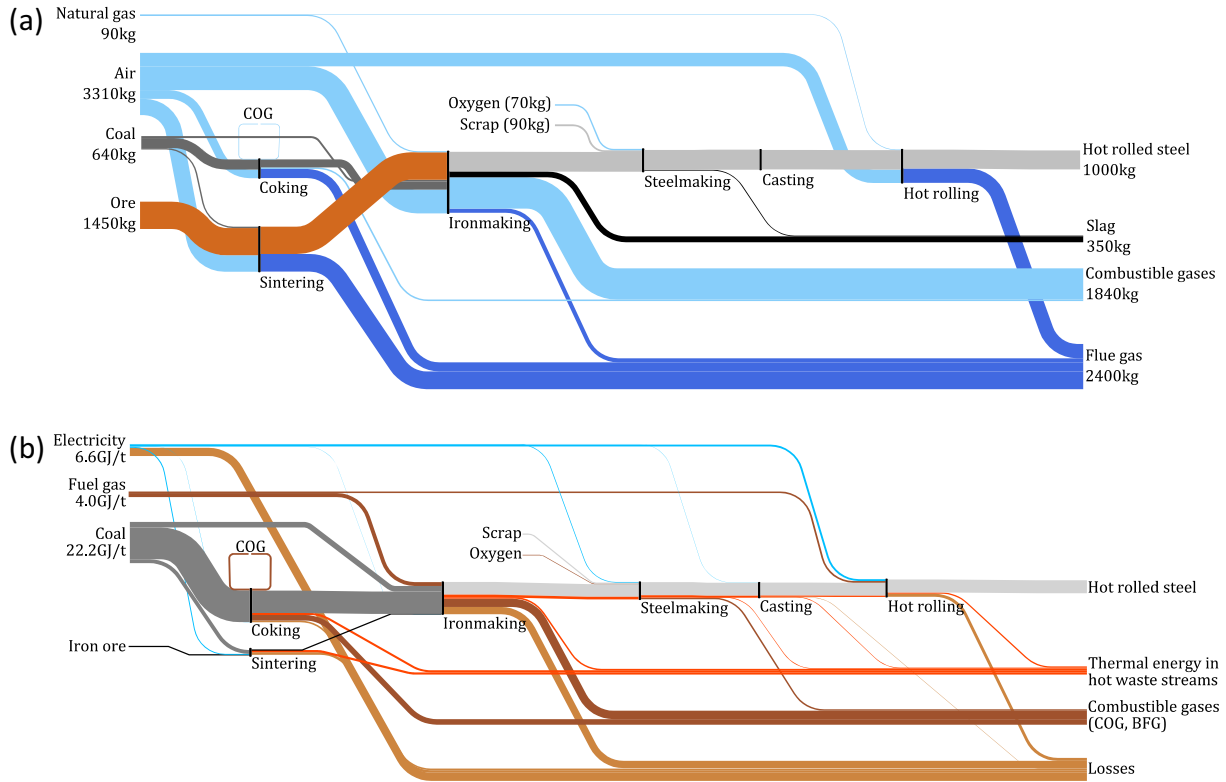 (a)
Natural gas
90kg
Air
3310kg
COG
Oxygen (70kg)
Scrap (90kg)
Coal
640kg
Coking
Steelmaking
Casting
Hot rolling
Hot rolled steel
1000kg
Ore
1450kg
Ironmaking
Slag
350kg
Sintering
Combustible gases
1840kg
Flue gas
2400kg
(b)
Electricity
6.6GJ/t
Fuel gas
4.0GJ/t
Coal
22.2GJ/t
COG
Scrap
Oxygen
Hot rolled steel
Coking
Ironmaking
Steelmaking
Casting
Hot rolling
Iron ore
Sintering
Thermal energy in
hot waste streams
Combustible gases
(COG, BFG)
Losses